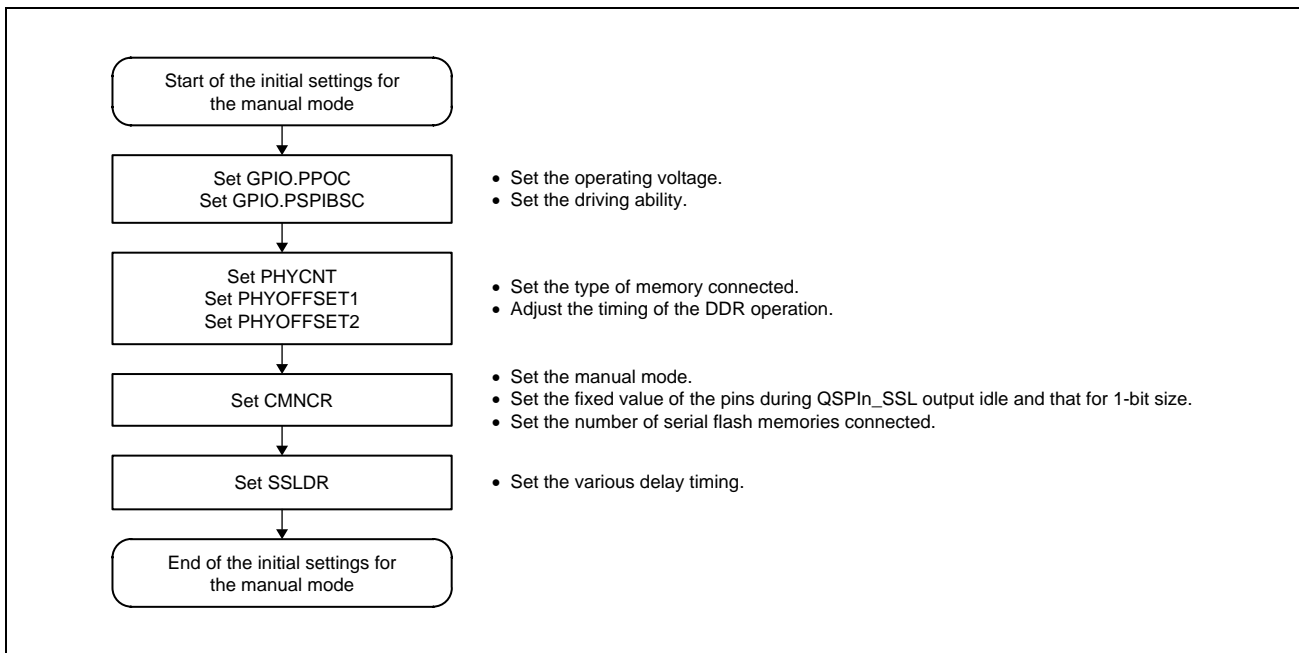 Start of the initial settings for
the manual mode
Set GPIO.PPOC
Set GPIO.PSPIBSC
• Set the operating voltage.
• Set the driving ability.
Set PHYCNT
Set PHYOFFSET1
Set PHYOFFSET2
• Set the type of memory connected.
• Adjust the timing of the DDR operation.
Set CMNCR
• Set the manual mode.
• Set the fixed value of the pins during QSPIn_SSL output idle and that for 1-bit size.
• Set the number of serial flash memories connected.
Set SSLDR
• Set the various delay timing.
End of the initial settings for
the manual mode